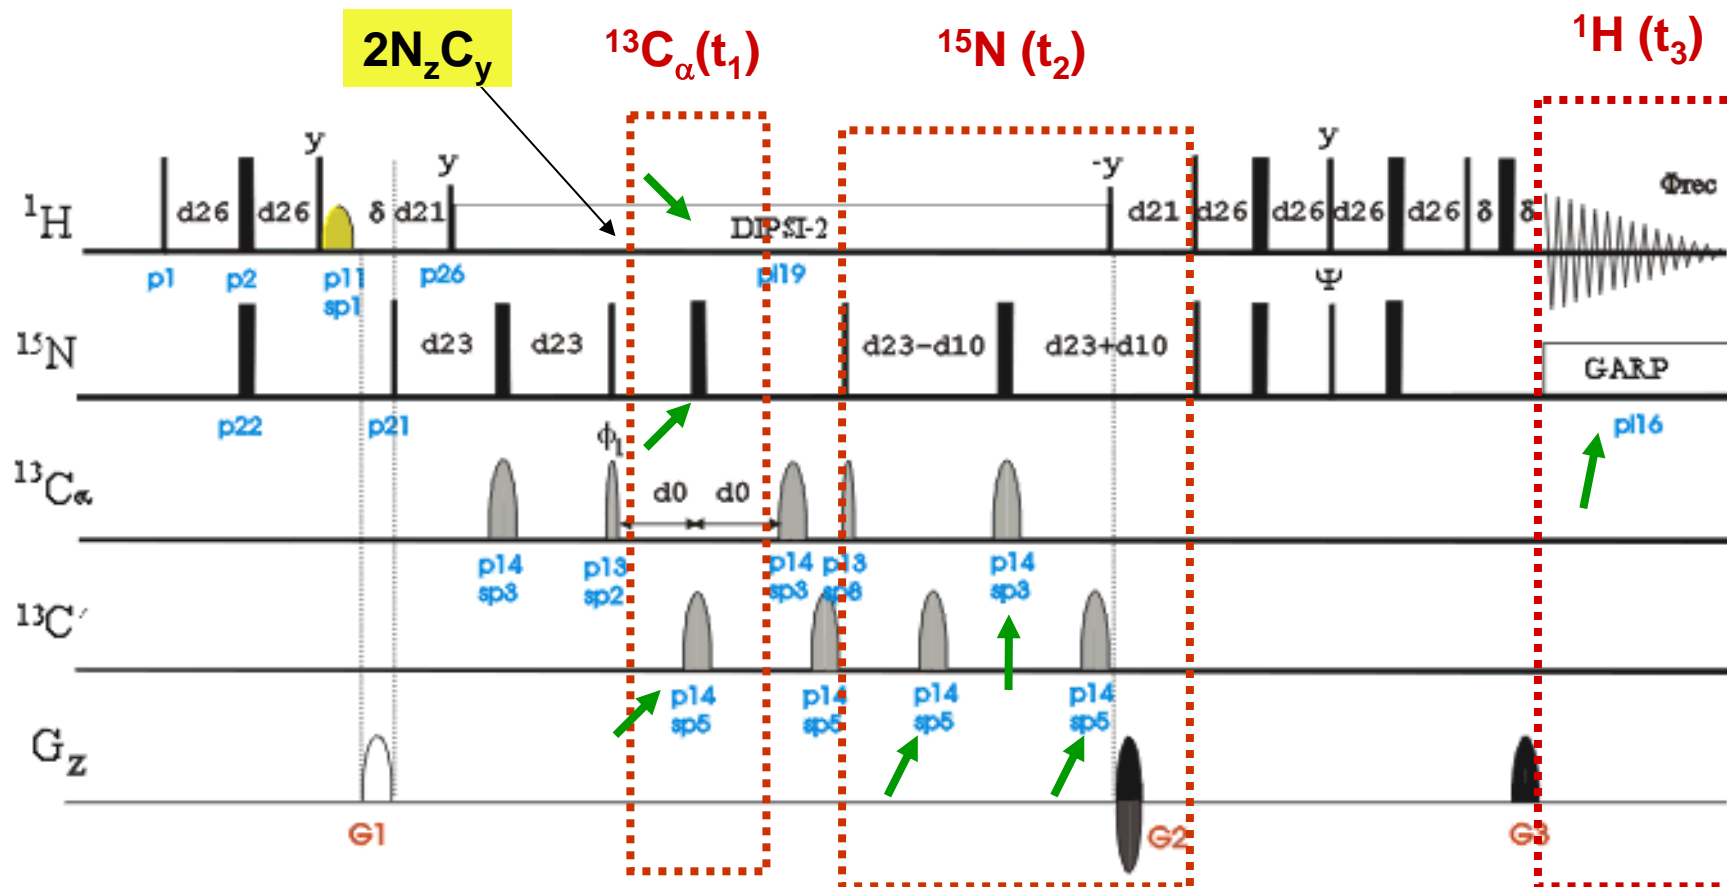 2NzCy
¹³Cα(t₁)
¹⁵N (t₂)
¹H (t₃)
y
y
-y
y
Φrec
¹H
d26
d26
δ
d21
DIPSI-2
d21
d26
d26
d26
d26
δ
δ
p1
p2
p11
sp1
p26
pl19
Ψ
¹⁵N
d23
d23
d23-d10
d23+d10
GARP
p22
p21
pl16
ϕ₁
¹³Cα
d0
d0
p14
sp3
p13
sp2
p14
sp3
p13
sp8
p14
sp3
¹³C′
p14
sp5
p14
sp5
p14
sp5
p14
sp5
Gz
G1
G2
G3